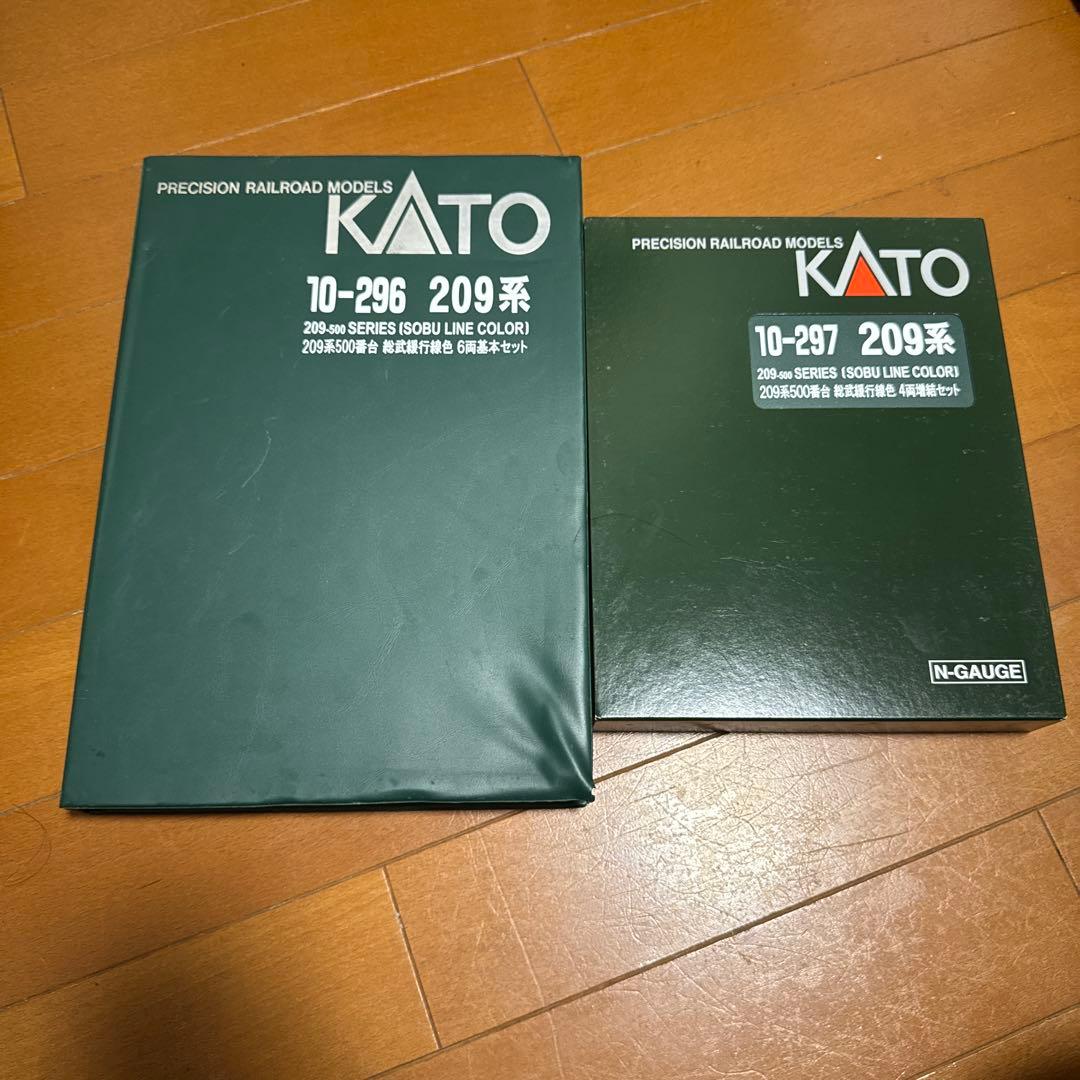 PRECISION RAILROAD MODELS
KATO
10-296 209系
209-500 SERIES (SOBU LINE COLOR)
209系500番台 総武緩行線色 6両基本セット
PRECISION RAILROAD MODELS
KATO
10-297 209系
209-500 SERIES (SOBU LINE COLOR)
209系500番台 総武緩行線色 4両増結セット
N-GAUGE